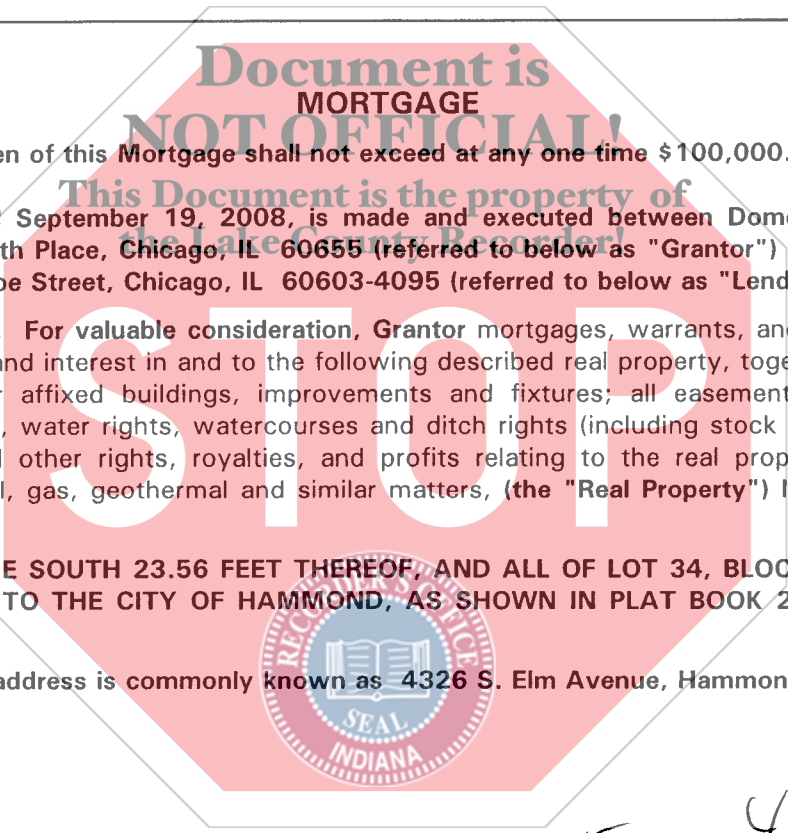 Document is
MORTGAGE
NOT OFFICIAL!
en of this Mortgage shall not exceed at any one time $100,000.
This Document is the property of
September 19, 2008, is made and executed between Dome
the Lake County Recorder!
th Place, Chicago, IL 60655 (referred to below as "Grantor")
oe Street, Chicago, IL 60603-4095 (referred to below as "Lend
For valuable consideration, Grantor mortgages, warrants, and
and interest in and to the following described real property, toge
r affixed buildings, improvements and fixtures; all easement
, water rights, watercourses and ditch rights (including stock
d other rights, royalties, and profits relating to the real prop
l, gas, geothermal and similar matters, (the "Real Property")
STOP
E SOUTH 23.56 FEET THEREOF, AND ALL OF LOT 34, BLOC
TO THE CITY OF HAMMOND, AS SHOWN IN PLAT BOOK 2
RECORDER'S OFFICE
address is commonly known as 4326 S. Elm Avenue, Hammon
SEAL
INDIANA